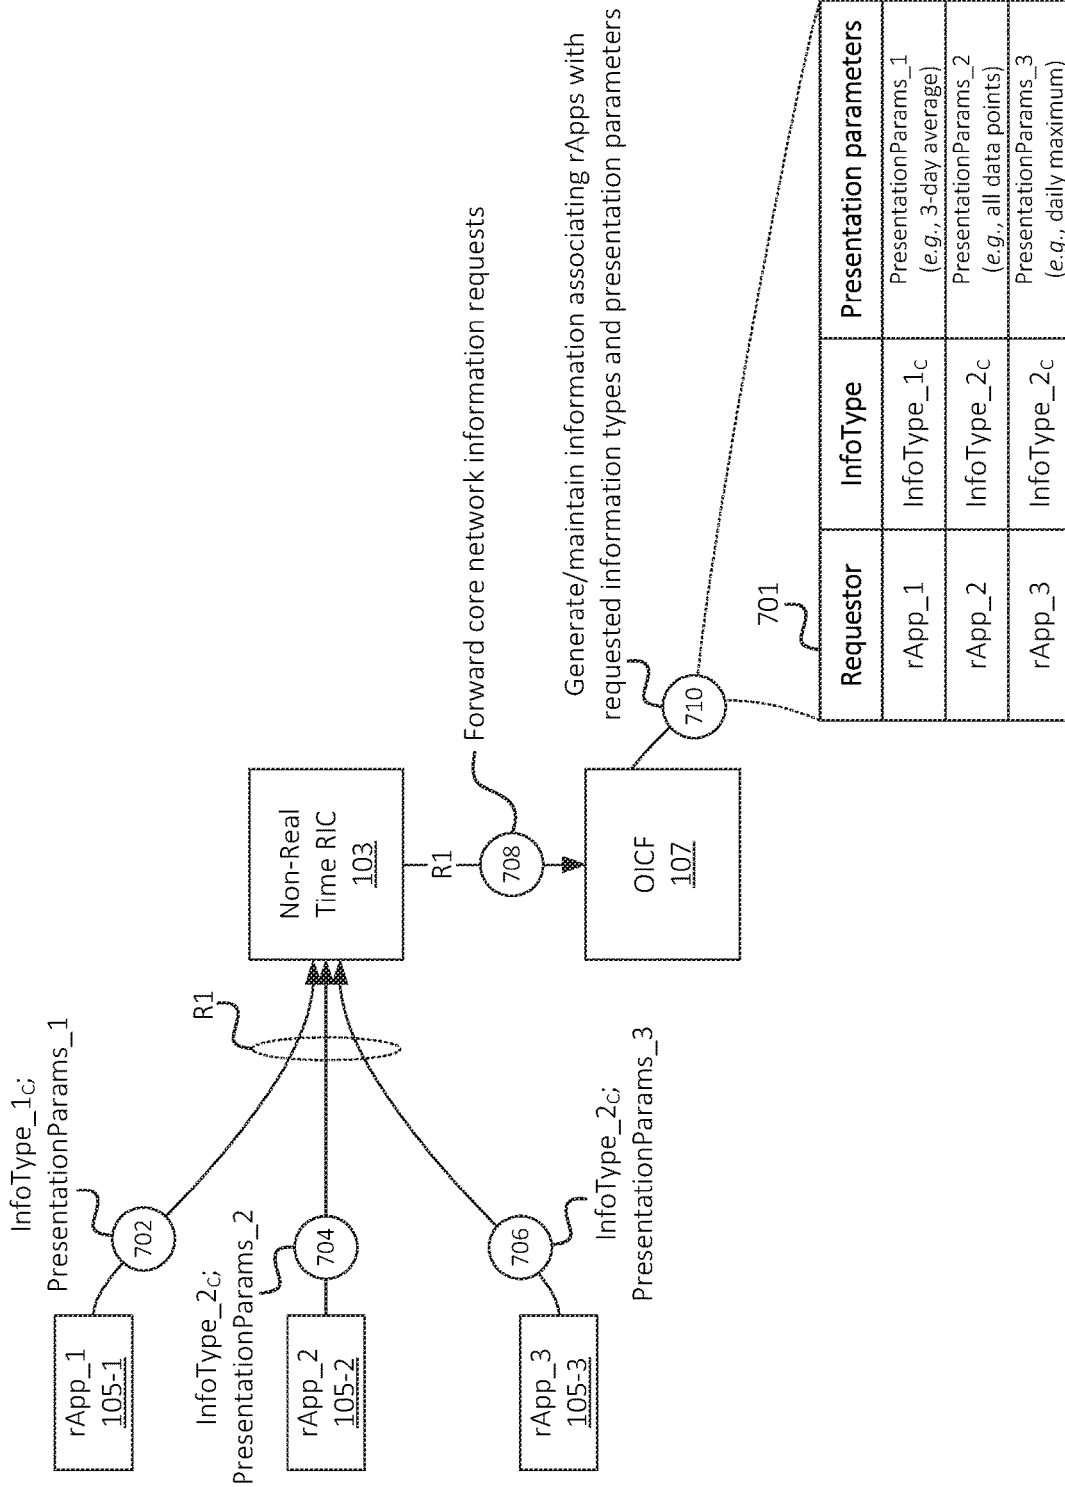 rApp_1
105-1
InfoType_1C;
PresentationParams_1
702
rApp_2
105-2
InfoType_2C;
PresentationParams_2
704
rApp_3
105-3
InfoType_2C;
PresentationParams_3
706
R1
Non-Real
Time RIC
103
R1
708
Forward core network information requests
OICF
107
710
Generate/maintain information associating rApps with
requested information types and presentation parameters
701
Requestor InfoType Presentation parameters
rApp_1 InfoType_1C PresentationParams_1
(e.g., 3-day average)
rApp_2 InfoType_2C PresentationParams_2
(e.g., all data points)
rApp_3 InfoType_2C PresentationParams_3
(e.g., daily maximum)